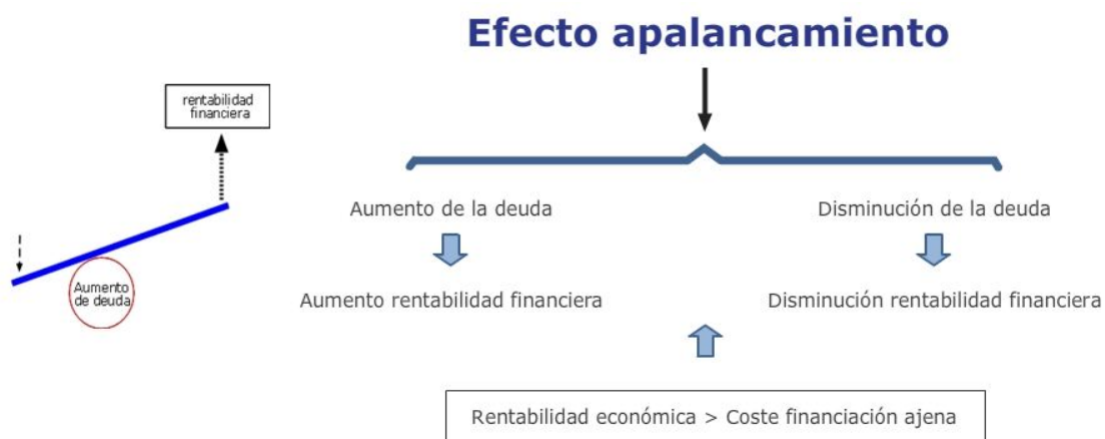 Efecto apalancamiento
rentabilidad
financiera
Aumento
de deuda
Aumento de la deuda
Disminución de la deuda
Aumento rentabilidad financiera
Disminución rentabilidad financiera
Rentabilidad económica > Coste financiación ajena